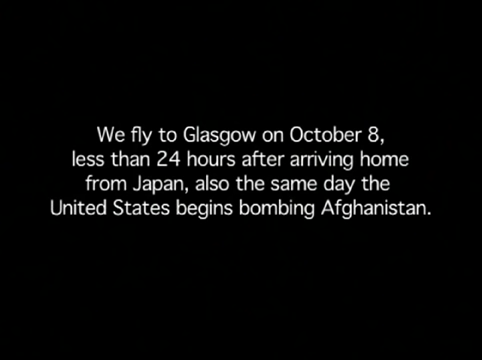 We fly to Glasgow on October 8,
less than 24 hours after arriving home
from Japan, also the same day the
United States begins bombing Afghanistan.